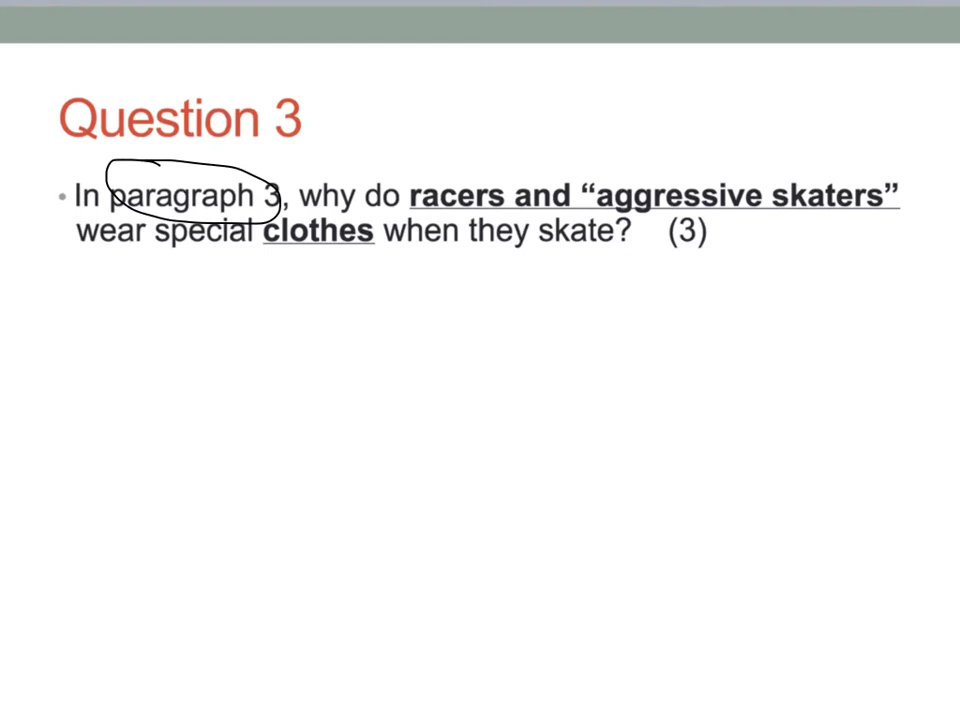 Question 3
• In paragraph 3, why do racers and “aggressive skaters”
wear special clothes when they skate? (3)